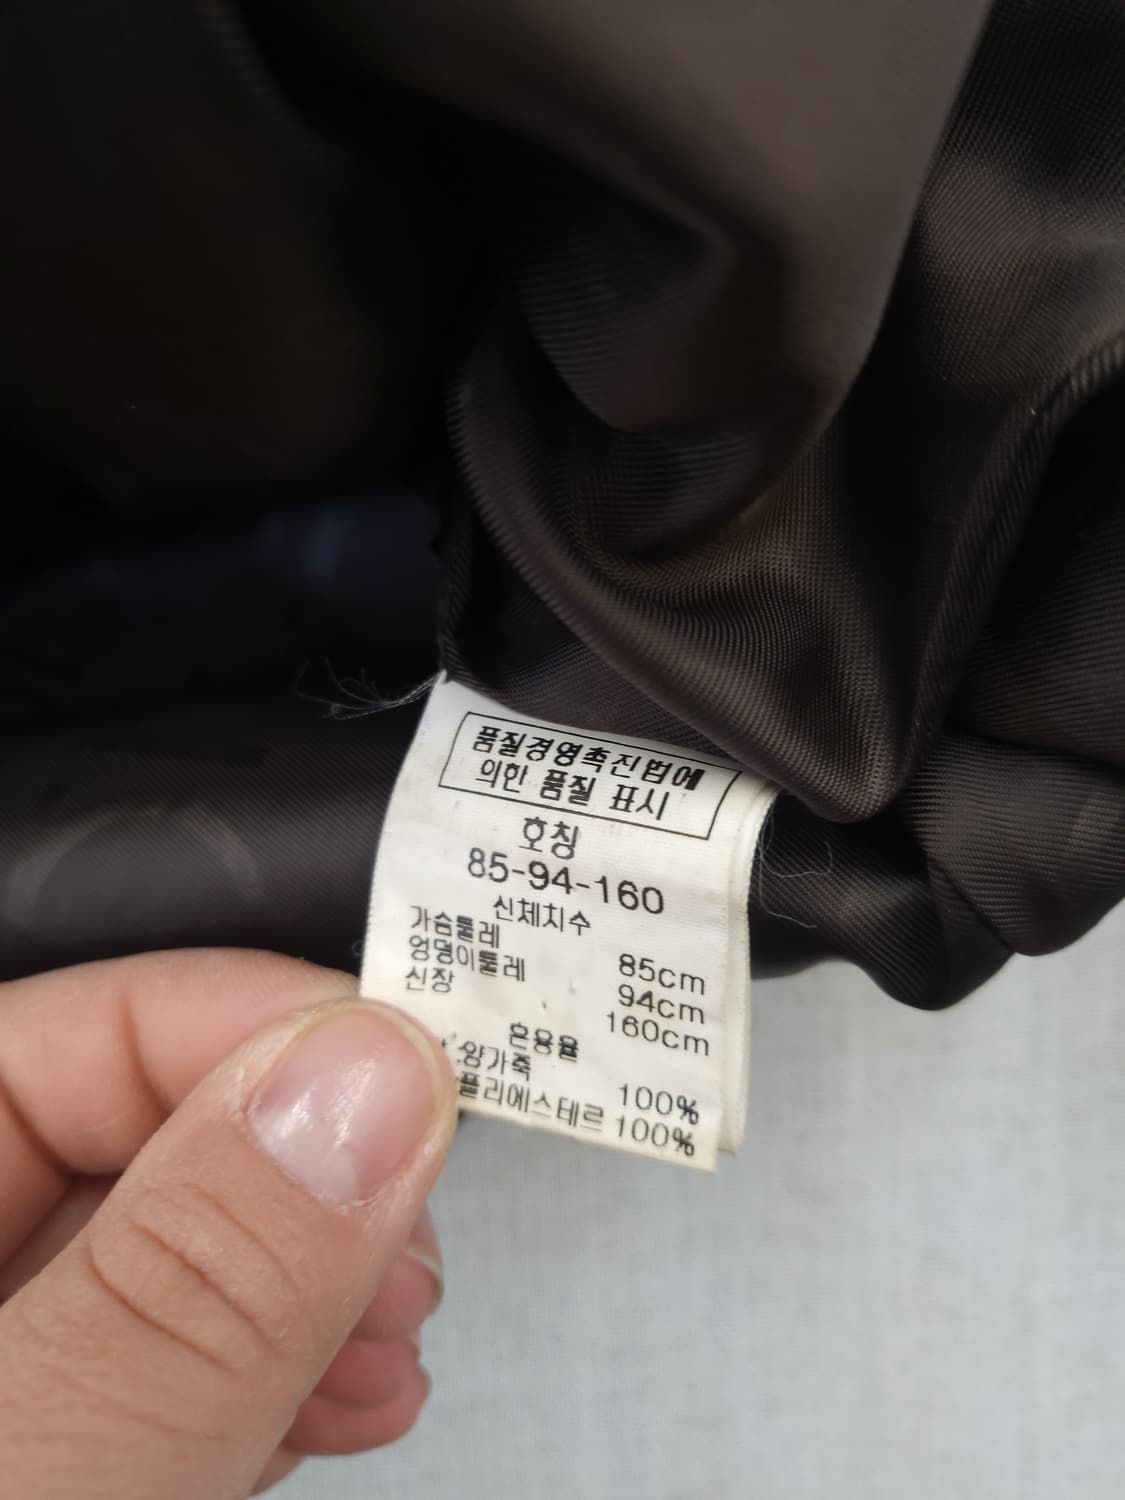 품질경영촉진법에
의한 품질 표시
호칭
85-94-160
신체치수
가슴둘레 85cm
엉덩이둘레 94cm
신장 160cm
혼용율
양가죽 100%
폴리에스테르 100%